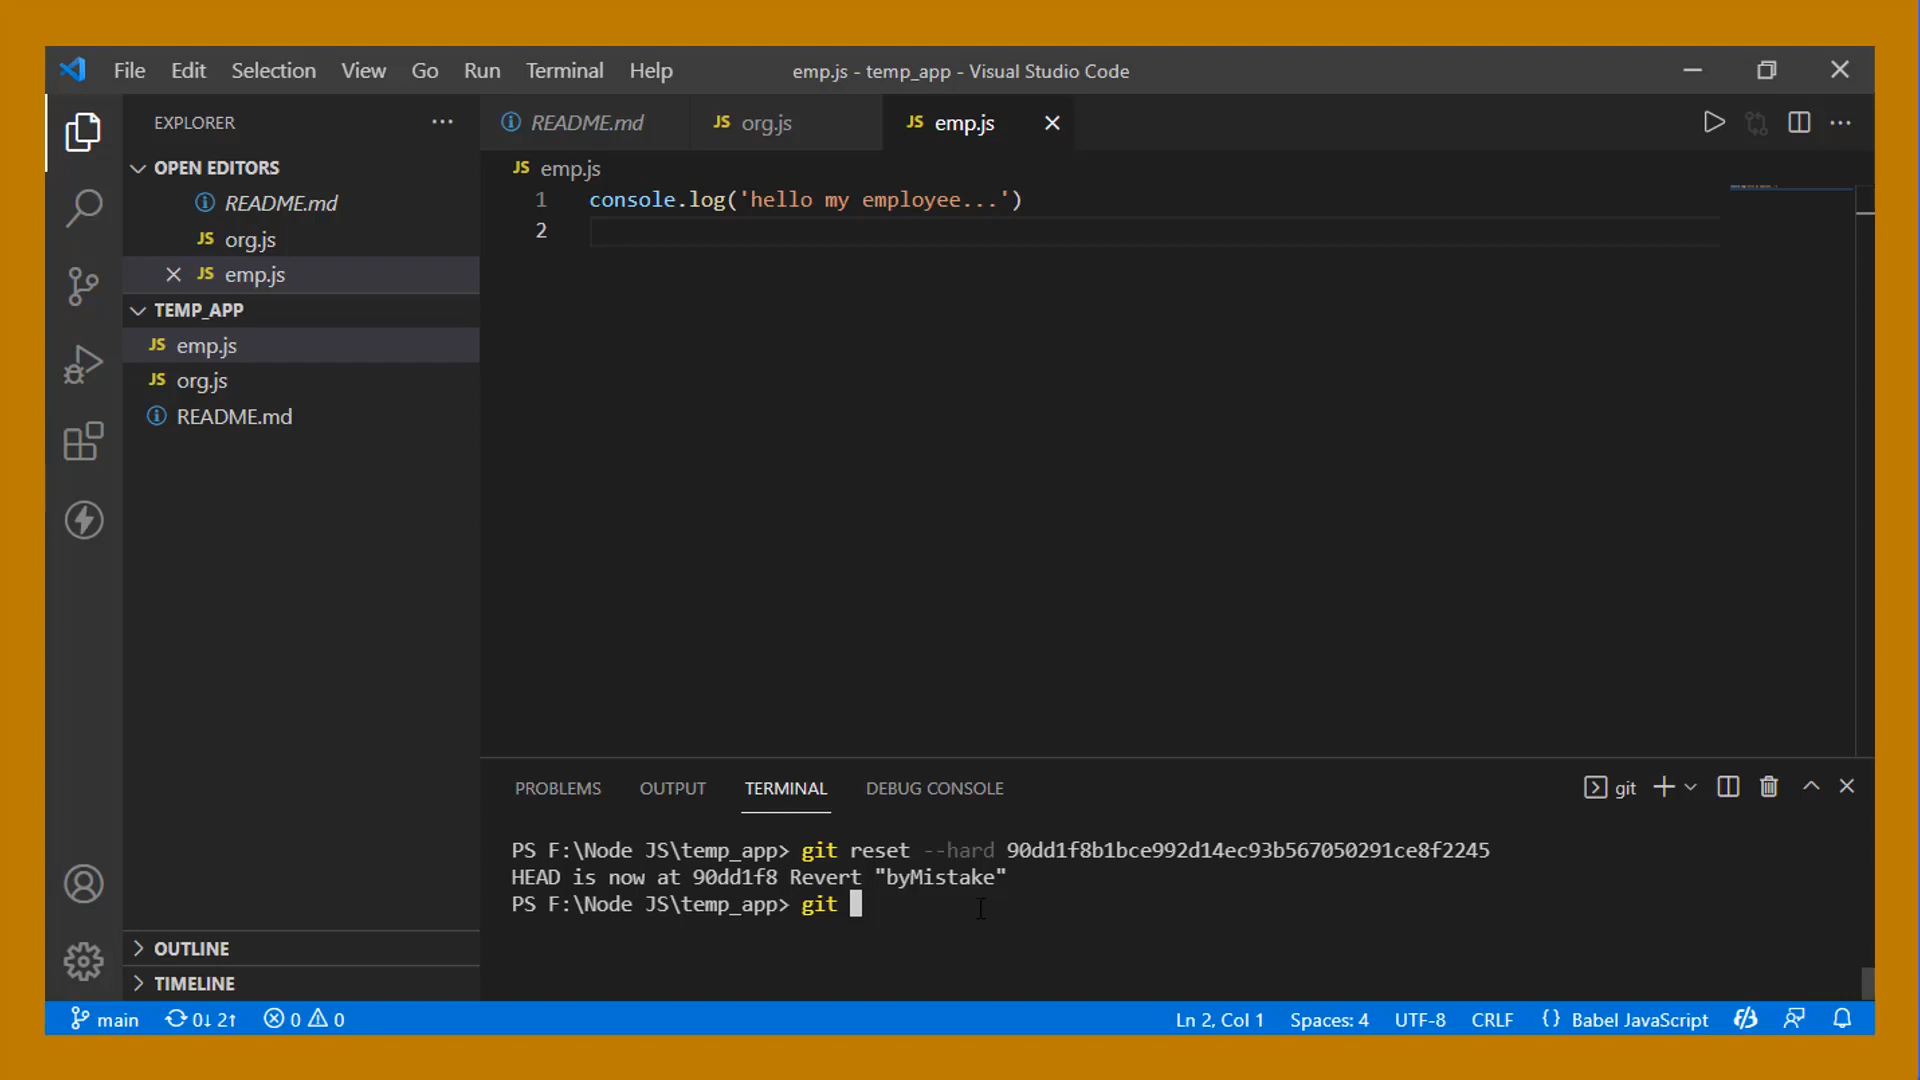 File Edit Selection View Go Run Terminal Help
emp.js - temp_app - Visual Studio Code
EXPLORER
OPEN EDITORS
README.md
JS org.js
JS emp.js
TEMP_APP
JS emp.js
JS org.js
README.md
OUTLINE
TIMELINE
README.md
JS org.js
JS emp.js
JS emp.js
1 console.log('hello my employee...')
2
PROBLEMS OUTPUT TERMINAL DEBUG CONSOLE
git
PS F:\Node JS\temp_app> git reset --hard 90dd1f8b1bce992d14ec93b567050291ce8f2245
HEAD is now at 90dd1f8 Revert "byMistake"
PS F:\Node JS\temp_app> git
main 0↓ 2↑ 0 0
Ln 2, Col 1 Spaces: 4 UTF-8 CRLF {} Babel JavaScript